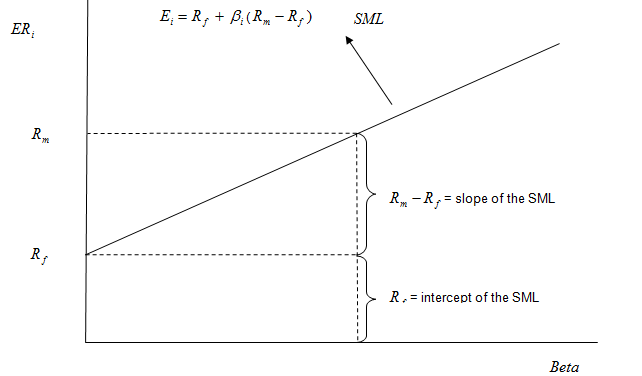 E_i = R_f + β_i(R_m − R_f)
SML
ER_i
R_m
R_m − R_f = slope of the SML
R_f
R_f = intercept of the SML
Beta